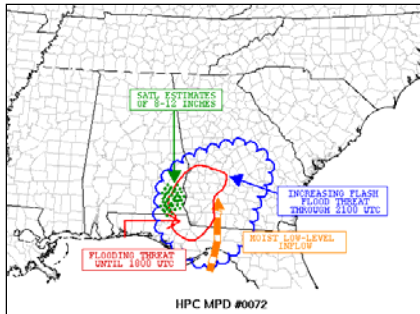 SATL ESTIMATES
OF 8-12 INCHES
INCREASING FLASH
FLOOD THREAT
THROUGH 2100 UTC
MOIST LOW-LEVEL
INFLOW
FLOODING THREAT
UNTIL 1800 UTC
HPC MPD #0072